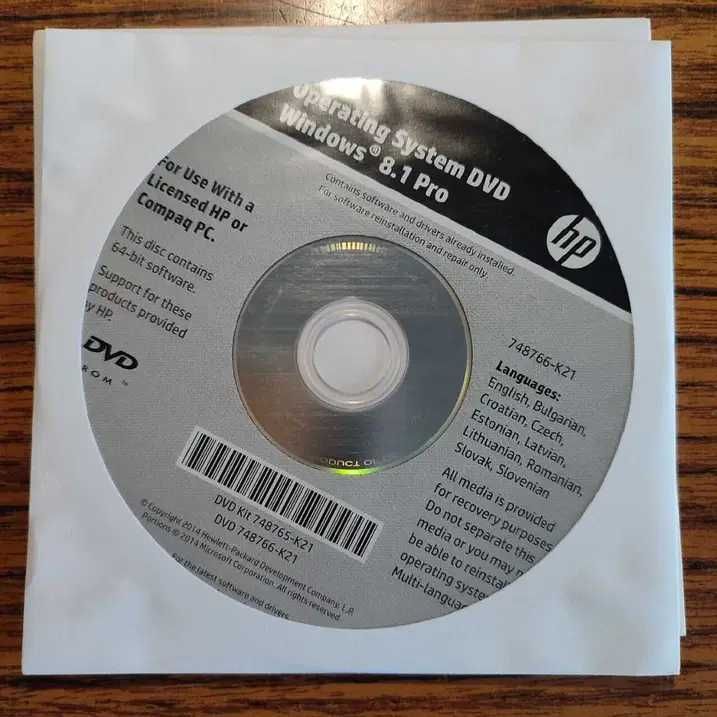 Operating System DVD
Windows® 8.1 Pro
Contains software and drivers already installed.
For software reinstallation and repair only.
hp
For Use With a
Licensed HP or
Compaq PC.
This disc contains
64-bit software.
Support for these
products provided
by HP.
DVD
ROM ™
748766-K21
Languages:
English, Bulgarian,
Croatian, Czech,
Estonian, Latvian,
Lithuanian, Romanian,
Slovak, Slovenian
All media is provided
for recovery purposes
Do not separate this
media or you may
be able to reinstal
operating syste
Multi-languag
DVD Kit 748765-K21
DVD 748766-K21
© Copyright 2014 Hewlett-Packard Development Company, L.P.
Portions © 2014 Microsoft Corporation. All rights reserved
For the latest software and drivers